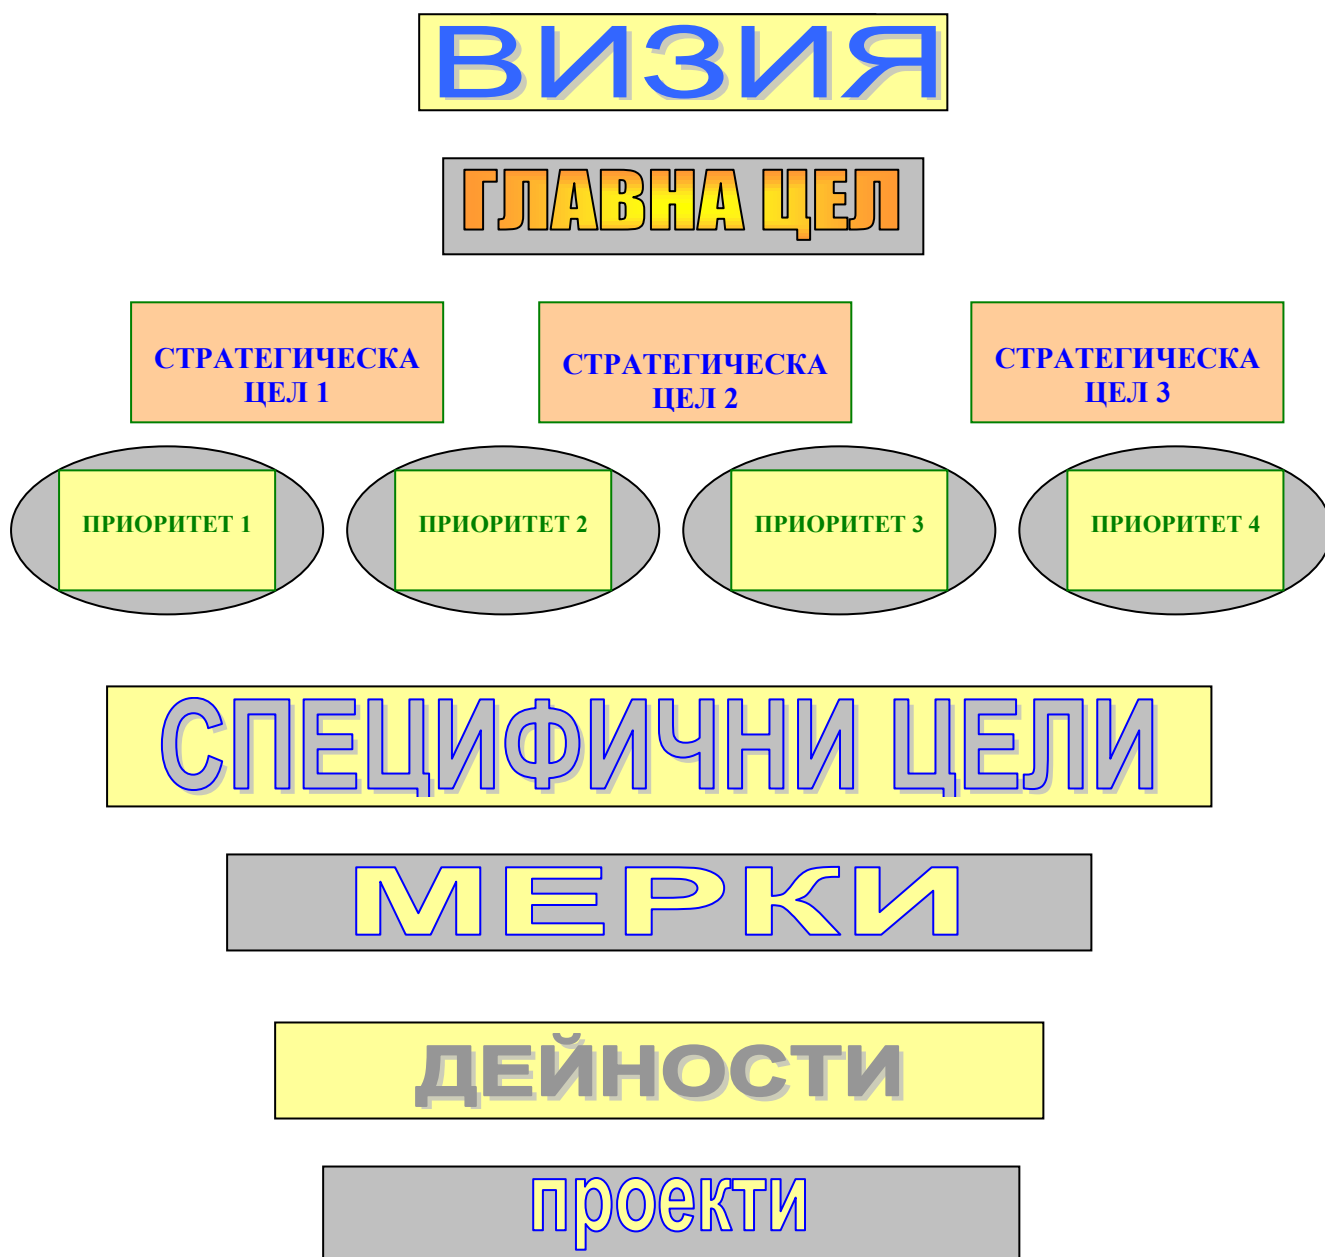 ВИЗИЯ
ГЛАВНА ЦЕЛ
СТРАТЕГИЧЕСКА
ЦЕЛ 1
СТРАТЕГИЧЕСКА
ЦЕЛ 2
СТРАТЕГИЧЕСКА
ЦЕЛ 3
ПРИОРИТЕТ 1
ПРИОРИТЕТ 2
ПРИОРИТЕТ 3
ПРИОРИТЕТ 4
СПЕЦИФИЧНИ ЦЕЛИ
МЕРКИ
ДЕЙНОСТИ
проекти